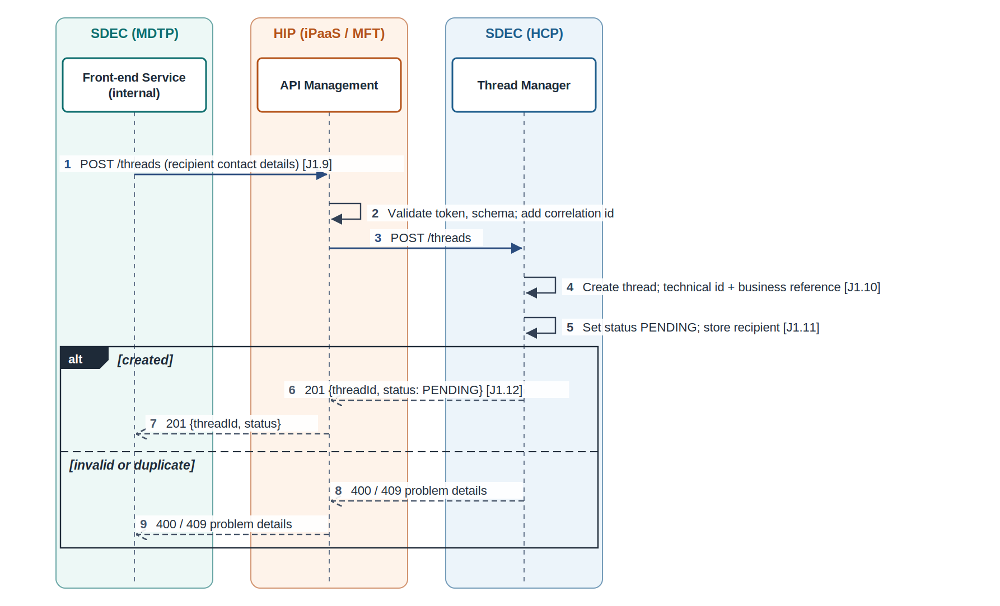 SDEC (MDTP)
HIP (iPaaS / MFT)
SDEC (HCP)
Front-end Service
(internal)
API Management
Thread Manager
1 POST /threads (recipient contact details) [J1.9]
2 Validate token, schema; add correlation id
3 POST /threads
4 Create thread; technical id + business reference [J1.10]
5 Set status PENDING; store recipient [J1.11]
alt [created]
6 201 {threadId, status: PENDING} [J1.12]
7 201 {threadId, status}
[invalid or duplicate]
8 400 / 409 problem details
9 400 / 409 problem details